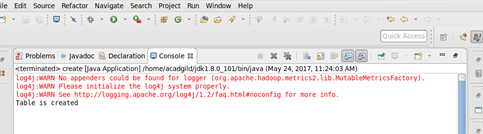 ile Edit Source Refactor Navigate Search Project Run Window Help
Quick Access
Problems Javadoc Declaration Console
<terminated> create [Java Application] /home/acadgild/jdk1.8.0_101/bin/java (May 24, 2017, 11:24:03 AM)
log4j:WARN No appenders could be found for logger (org.apache.hadoop.metrics2.lib.MutableMetricsFactory).
log4j:WARN Please initialize the log4j system properly.
log4j:WARN See http://logging.apache.org/log4j/1.2/faq.html#noconfig for more info.
Table is created